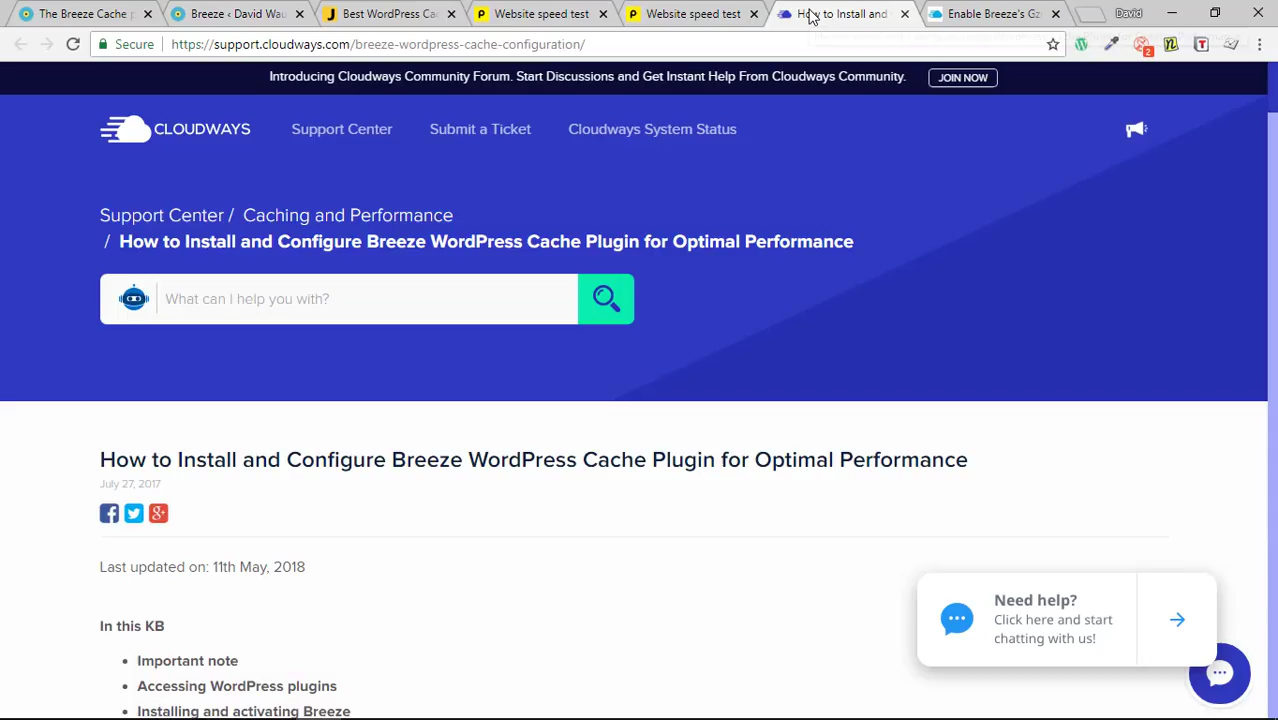 The Breeze Cache p
Breeze ‹ David Wau
Best WordPress Cac
Website speed test
Website speed test
How to Install and
Enable Breeze's Gz
David
Secure
https://support.cloudways.com/breeze-wordpress-cache-configuration/
2
Introducing Cloudways Community Forum. Start Discussions and Get Instant Help From Cloudways Community.
JOIN NOW
CLOUDWAYS
Support Center
Submit a Ticket
Cloudways System Status
Support Center / Caching and Performance
/ How to Install and Configure Breeze WordPress Cache Plugin for Optimal Performance
What can I help you with?
How to Install and Configure Breeze WordPress Cache Plugin for Optimal Performance
July 27, 2017
Last updated on: 11th May, 2018
Need help?
Click here and start
chatting with us!
In this KB
• Important note
• Accessing WordPress plugins
• Installing and activating Breeze